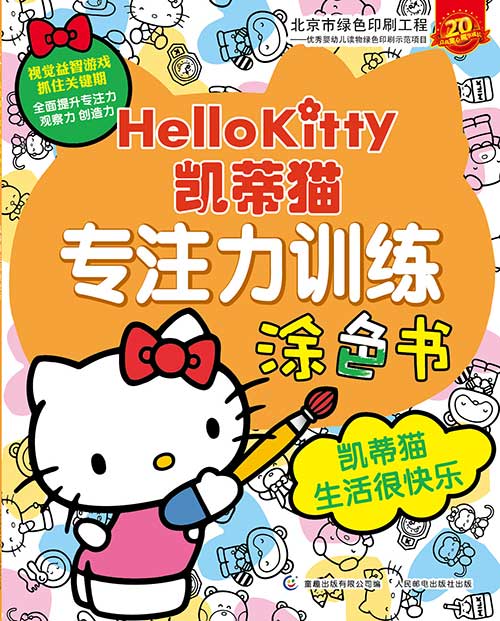 北京市绿色印刷工程
优秀婴幼儿读物绿色印刷示范项目
20
视觉益智游戏
抓住关键期
全面提升专注力
观察力 创造力
Hello Kitty
凯蒂猫
专注力训练
涂色书
凯蒂猫
生活很快乐
童趣出版有限公司编
人民邮电出版社出版